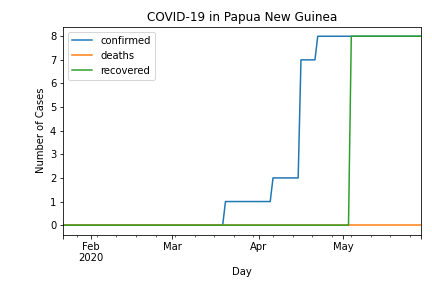 COVID-19 in Papua New Guinea
confirmed
deaths
recovered
8
7
6
5
4
3
2
1
0
Number of Cases
Feb
2020
Mar
Apr
May
Day